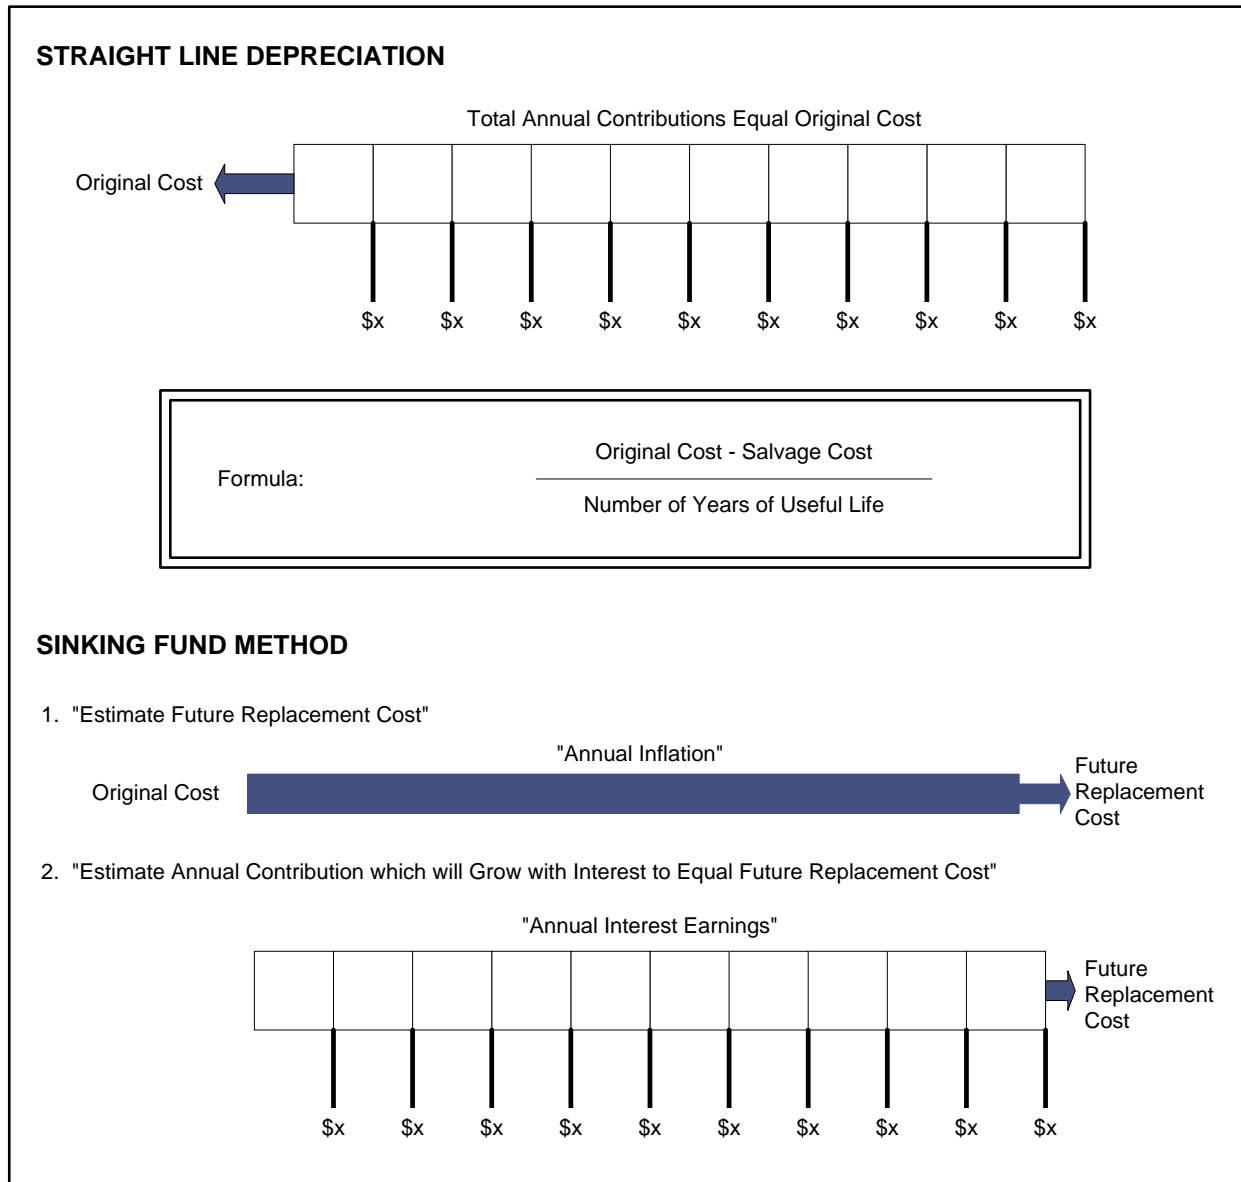 STRAIGHT LINE DEPRECIATION
Total Annual Contributions Equal Original Cost
Original Cost
$x $x $x $x $x $x $x $x $x $x
Formula:
Original Cost - Salvage Cost
Number of Years of Useful Life
SINKING FUND METHOD
1. "Estimate Future Replacement Cost"
"Annual Inflation"
Original Cost
Future
Replacement
Cost
2. "Estimate Annual Contribution which will Grow with Interest to Equal Future Replacement Cost"
"Annual Interest Earnings"
Future
Replacement
Cost
$x $x $x $x $x $x $x $x $x $x